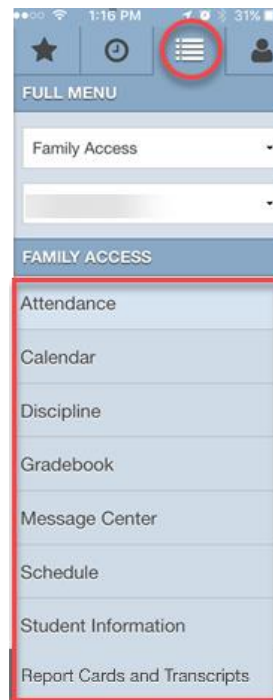 1:16 PM 31%
FULL MENU
Family Access
FAMILY ACCESS
Attendance
Calendar
Discipline
Gradebook
Message Center
Schedule
Student Information
Report Cards and Transcripts